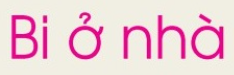 Bi ở nhà